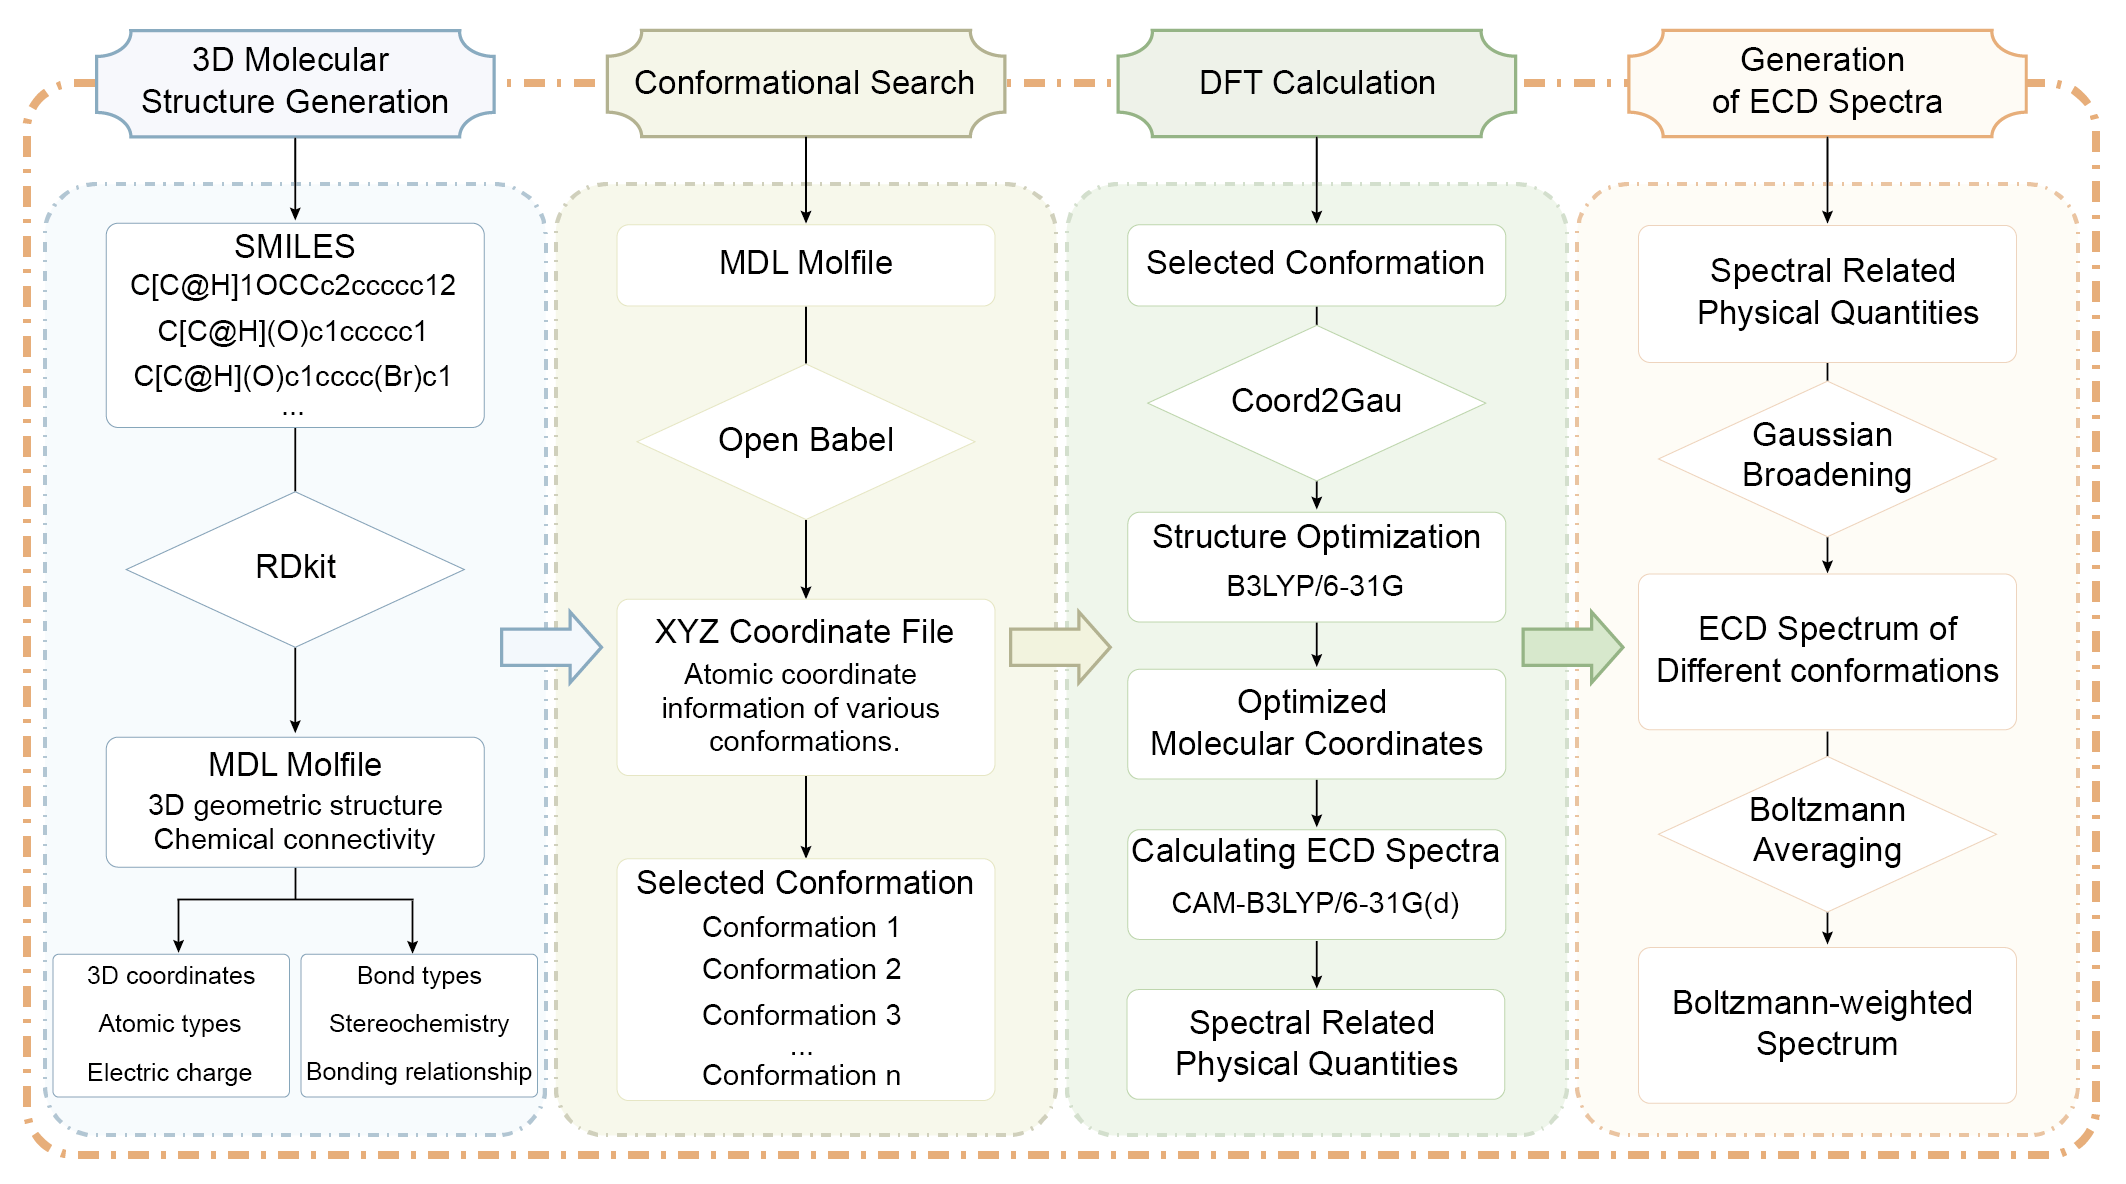 3D Molecular
Structure Generation
SMILES
C[C@H]1OCCc2ccccc12
C[C@H](O)c1ccccc1
C[C@H](O)c1cccc(Br)c1
...
RDkit
MDL Molfile
3D geometric structure
Chemical connectivity
3D coordinates
Atomic types
Electric charge
Bond types
Stereochemistry
Bonding relationship
Conformational Search
MDL Molfile
Open Babel
XYZ Coordinate File
Atomic coordinate
information of various
conformations.
Selected Conformation
Conformation 1
Conformation 2
Conformation 3
...
Conformation n
DFT Calculation
Selected Conformation
Coord2Gau
Structure Optimization
B3LYP/6-31G
Optimized
Molecular Coordinates
Calculating ECD Spectra
CAM-B3LYP/6-31G(d)
Spectral Related
Physical Quantities
Generation
of ECD Spectra
Spectral Related
Physical Quantities
Gaussian
Broadening
ECD Spectrum of
Different conformations
Boltzmann
Averaging
Boltzmann-weighted
Spectrum